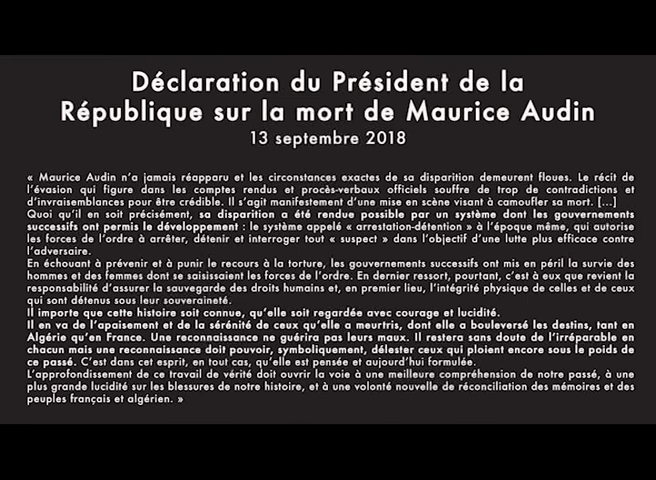 Déclaration du Président de la
République sur la mort de Maurice Audin
13 septembre 2018
« Maurice Audin n'a jamais réapparu et les circonstances exactes de sa disparition demeurent floues. Le récit de
l'évasion qui figure dans les comptes rendus et procès-verbaux officiels souffre de trop de contradictions et
d'invraisemblances pour être crédible. Il s'agit manifestement d'une mise en scène visant à camoufler sa mort. [...]
Quoi qu'il en soit précisément, sa disparition a été rendue possible par un système dont les gouvernements
successifs ont permis le développement : le système appelé « arrestation-détention » à l'époque même, qui autorise
les forces de l'ordre à arrêter, détenir et interroger tout « suspect » dans l'objectif d'une lutte plus efficace contre
l'adversaire.
En échouant à prévenir et à punir le recours à la torture, les gouvernements successifs ont mis en péril la survie des
hommes et des femmes dont se saisissaient les forces de l'ordre. En dernier ressort, pourtant, c'est à eux que revient la
responsabilité d'assurer la sauvegarde des droits humains et, en premier lieu, l'intégrité physique de celles et de ceux
qui sont détenus sous leur souveraineté.
Il importe que cette histoire soit connue, qu'elle soit regardée avec courage et lucidité.
Il en va de l'apaisement et de la sérénité de ceux qu'elle a meurtris, dont elle a bouleversé les destins, tant en
Algérie qu'en France. Une reconnaissance ne guérira pas leurs maux. Il restera sans doute de l'irréparable en
chacun mais une reconnaissance doit pouvoir, symboliquement, délester ceux qui ploient encore sous le poids de
ce passé. C'est dans cet esprit, en tout cas, qu'elle est pensée et aujourd'hui formulée.
L'approfondissement de ce travail de vérité doit ouvrir la voie à une meilleure compréhension de notre passé, à une
plus grande lucidité sur les blessures de notre histoire, et à une volonté nouvelle de réconciliation des mémoires et des
peuples français et algérien. »